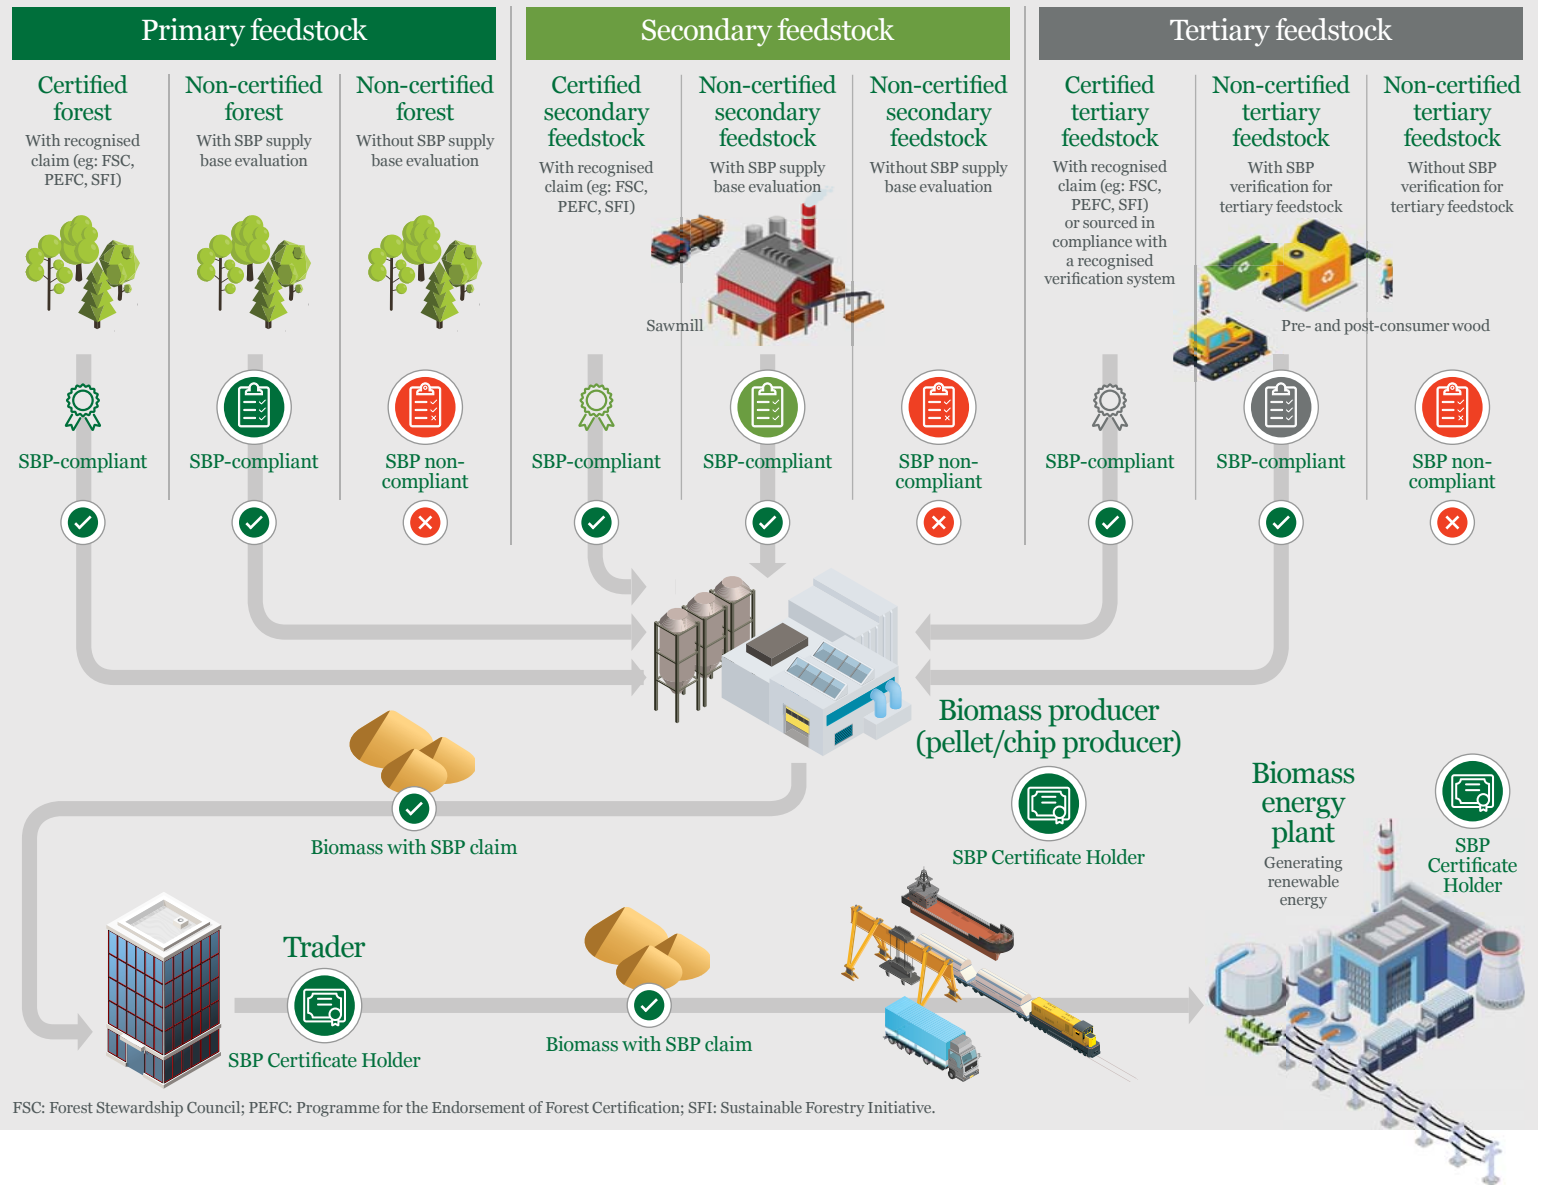 Primary feedstock
Certified
forest
With recognised
claim (eg: FSC,
PEFC, SFI)
Non-certified
forest
With SBP supply
base evaluation
Non-certified
forest
Without SBP supply
base evaluation
SBP-compliant
SBP-compliant
SBP non-
compliant
Secondary feedstock
Certified
secondary
feedstock
With recognised
claim (eg: FSC,
PEFC, SFI)
Non-certified
secondary
feedstock
With SBP supply
base evaluation
Non-certified
secondary
feedstock
Without SBP supply
base evaluation
Sawmill
SBP-compliant
SBP-compliant
SBP non-
compliant
Tertiary feedstock
Certified
tertiary
feedstock
With recognised
claim (eg: FSC,
PEFC, SFI)
or sourced in
compliance with
a recognised
verification system
Non-certified
tertiary
feedstock
With SBP
verification for
tertiary feedstock
Non-certified
tertiary
feedstock
Without SBP
verification for
tertiary feedstock
Pre- and post-consumer wood
SBP-compliant
SBP-compliant
SBP non-
compliant
Biomass producer
(pellet/chip producer)
SBP Certificate Holder
Biomass with SBP claim
Trader
SBP Certificate Holder
Biomass with SBP claim
Biomass
energy
plant
Generating
renewable
energy
SBP
Certificate
Holder
FSC: Forest Stewardship Council; PEFC: Programme for the Endorsement of Forest Certification; SFI: Sustainable Forestry Initiative.